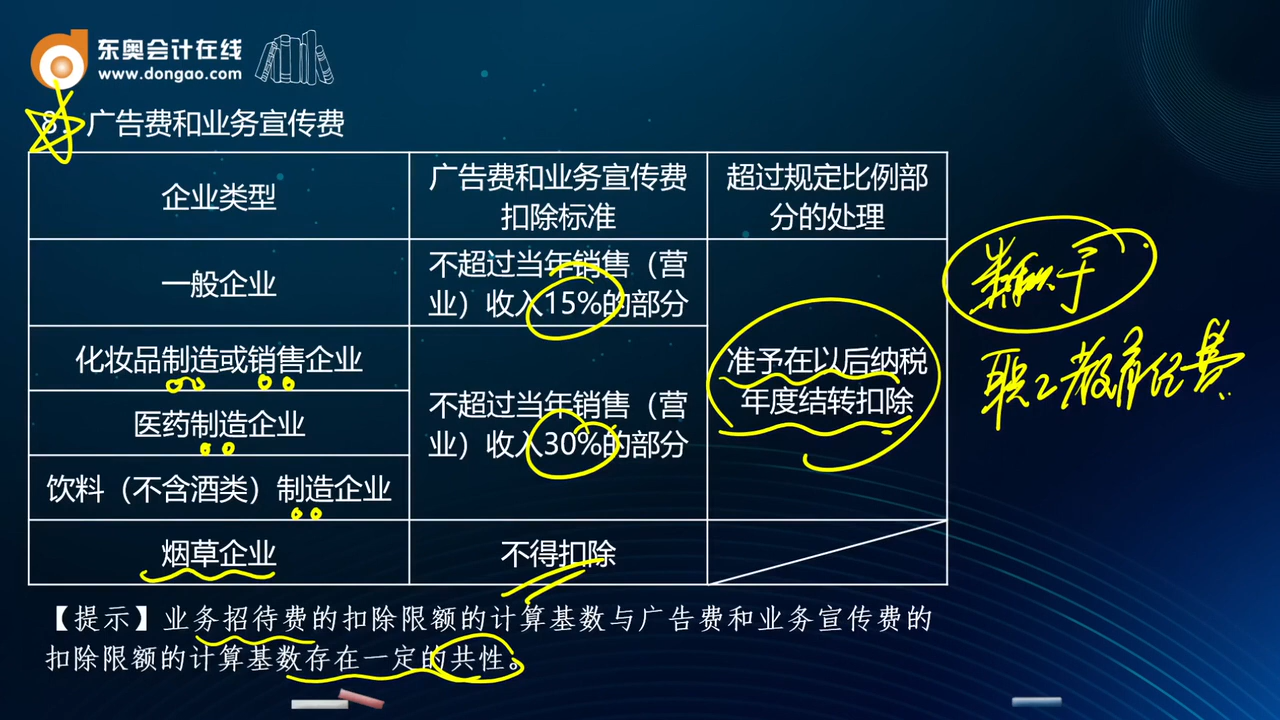 东奥会计在线
www.dongao.com
8. 广告费和业务宣传费
企业类型
广告费和业务宣传费
扣除标准
超过规定比例部
分的处理
一般企业
不超过当年销售（营
业）收入15%的部分
准予在以后纳税
年度结转扣除
化妆品制造或销售企业
不超过当年销售（营
业）收入30%的部分
医药制造企业
饮料（不含酒类）制造企业
烟草企业
不得扣除
类似于
职工教育经费
【提示】业务招待费的扣除限额的计算基数与广告费和业务宣传费的
扣除限额的计算基数存在一定的共性。